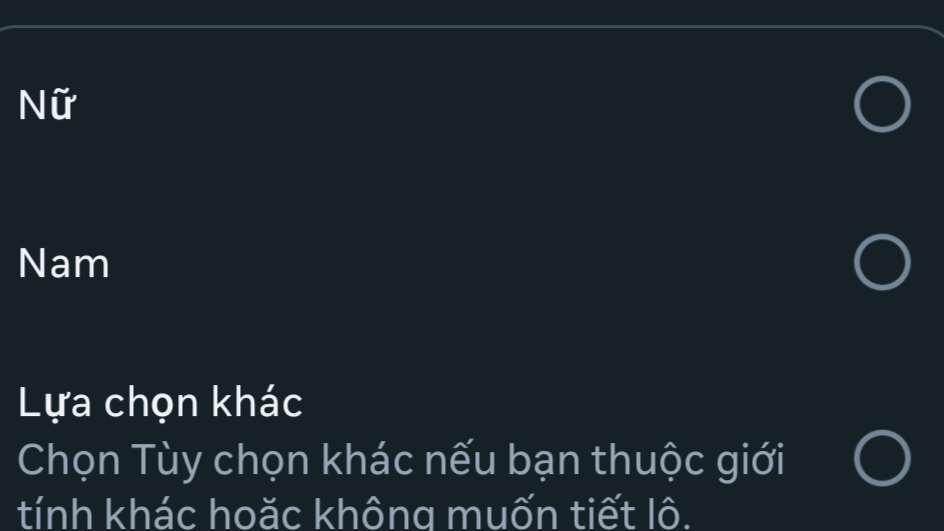 Nữ
Nam
Lựa chọn khác
Chọn Tùy chọn khác nếu bạn thuộc giới
tính khác hoặc không muốn tiết lộ.